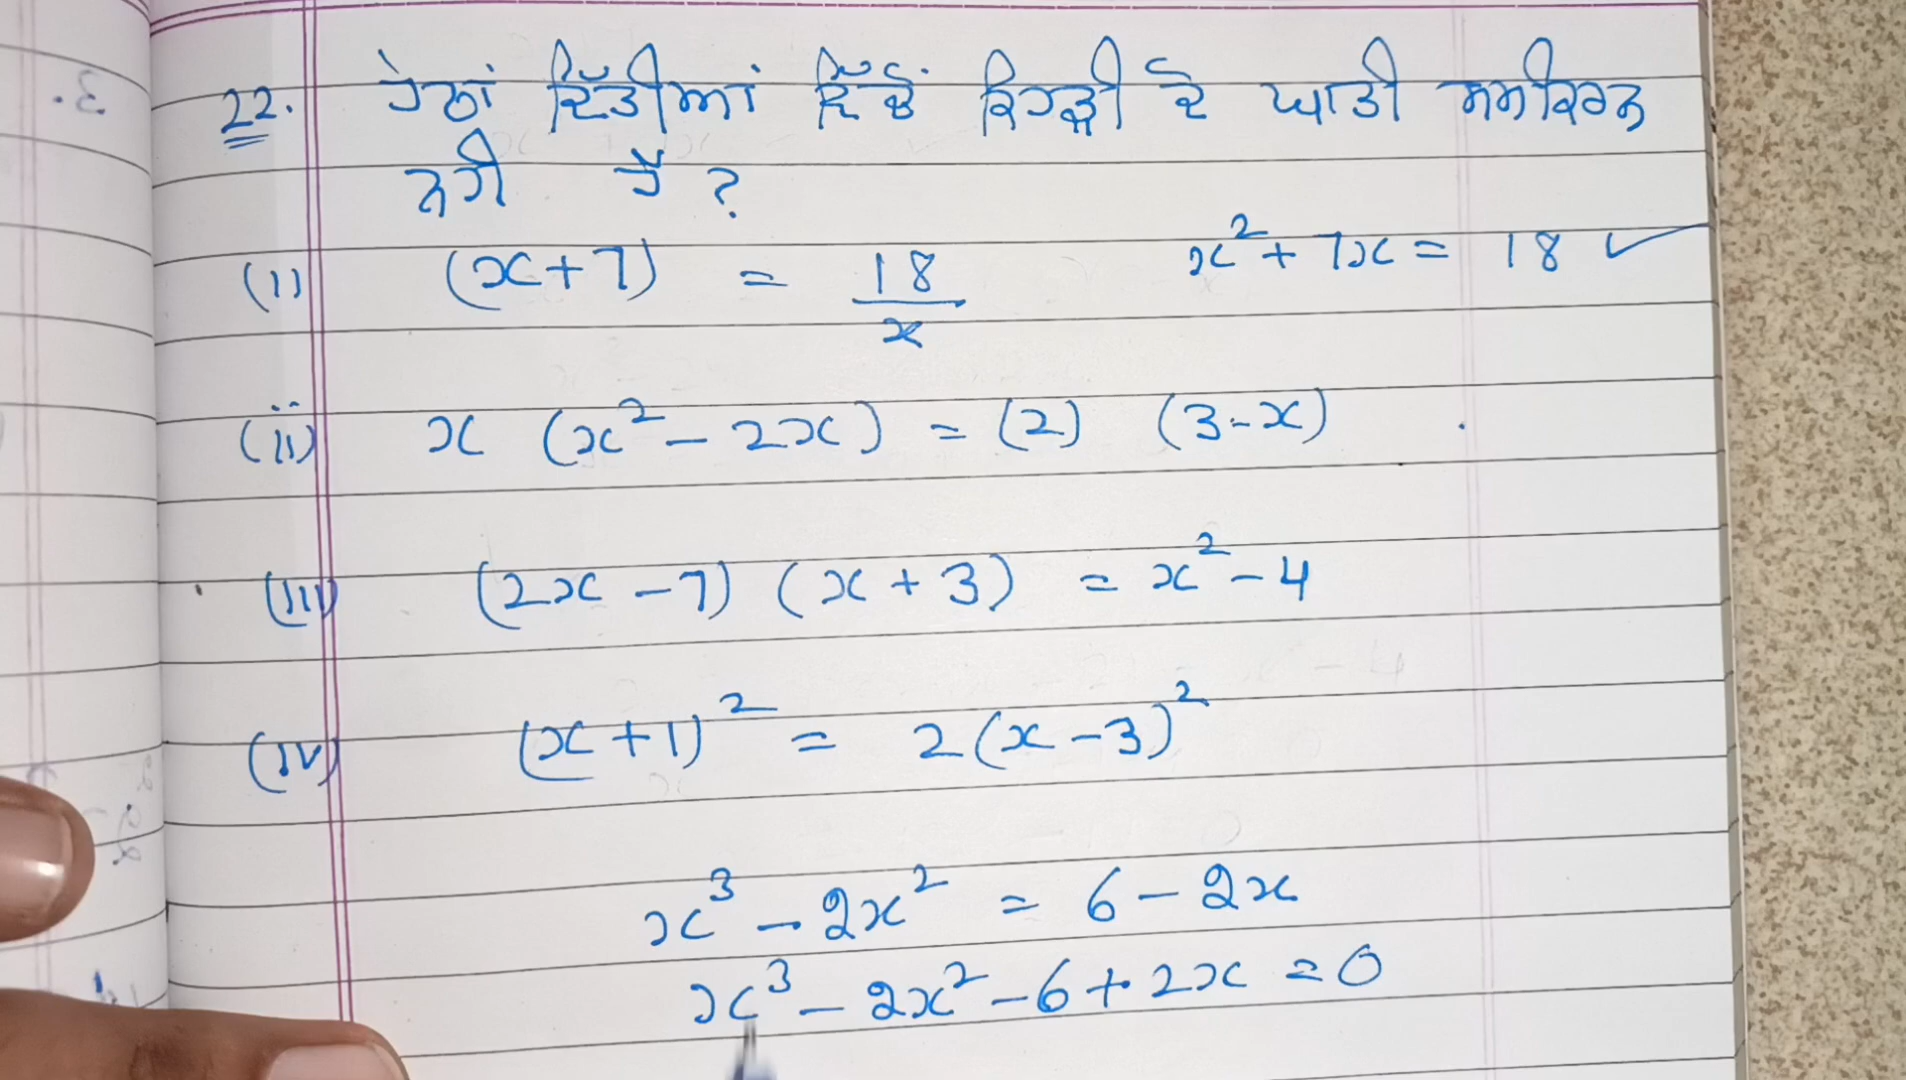 22. ਹੇਠਾਂ ਦਿੱਤੀਆਂ ਵਿੱਚੋਂ ਕਿਹੜੀ ਦੋ ਘਾਤੀ ਸਮੀਕਰਨ
ਨਹੀ ਹੈ ?
(i) (x+7) = 18/x x² + 7x = 18 ✓
(ii) x (x² - 2x) = (2) (3-x)
(iii) (2x - 7) (x + 3) = x² - 4
(iv) (x+1)² = 2(x-3)²
x³ - 2x² = 6 - 2x
x³ - 2x² - 6 + 2x = 0